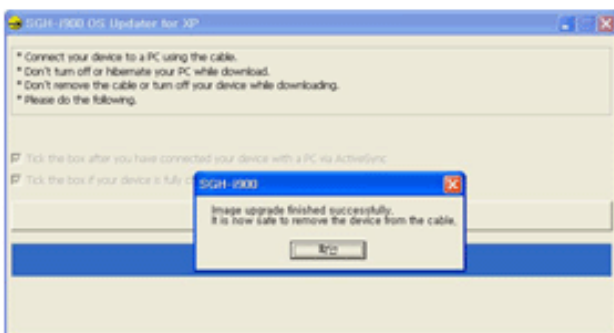 SGH-i900 OS Updater for XP
* Connect your device to a PC using the cable.
* Don't turn off or hibernate your PC while download.
* Don't remove the cable or turn off your device while downloading.
* Please do the following.
Tick the box after you have connected your device with a PC via ActiveSync
Tick the box if your device is fully
SGH-i900
Image upgrade finished successfully.
It is now safe to remove the device from the cable.
확인